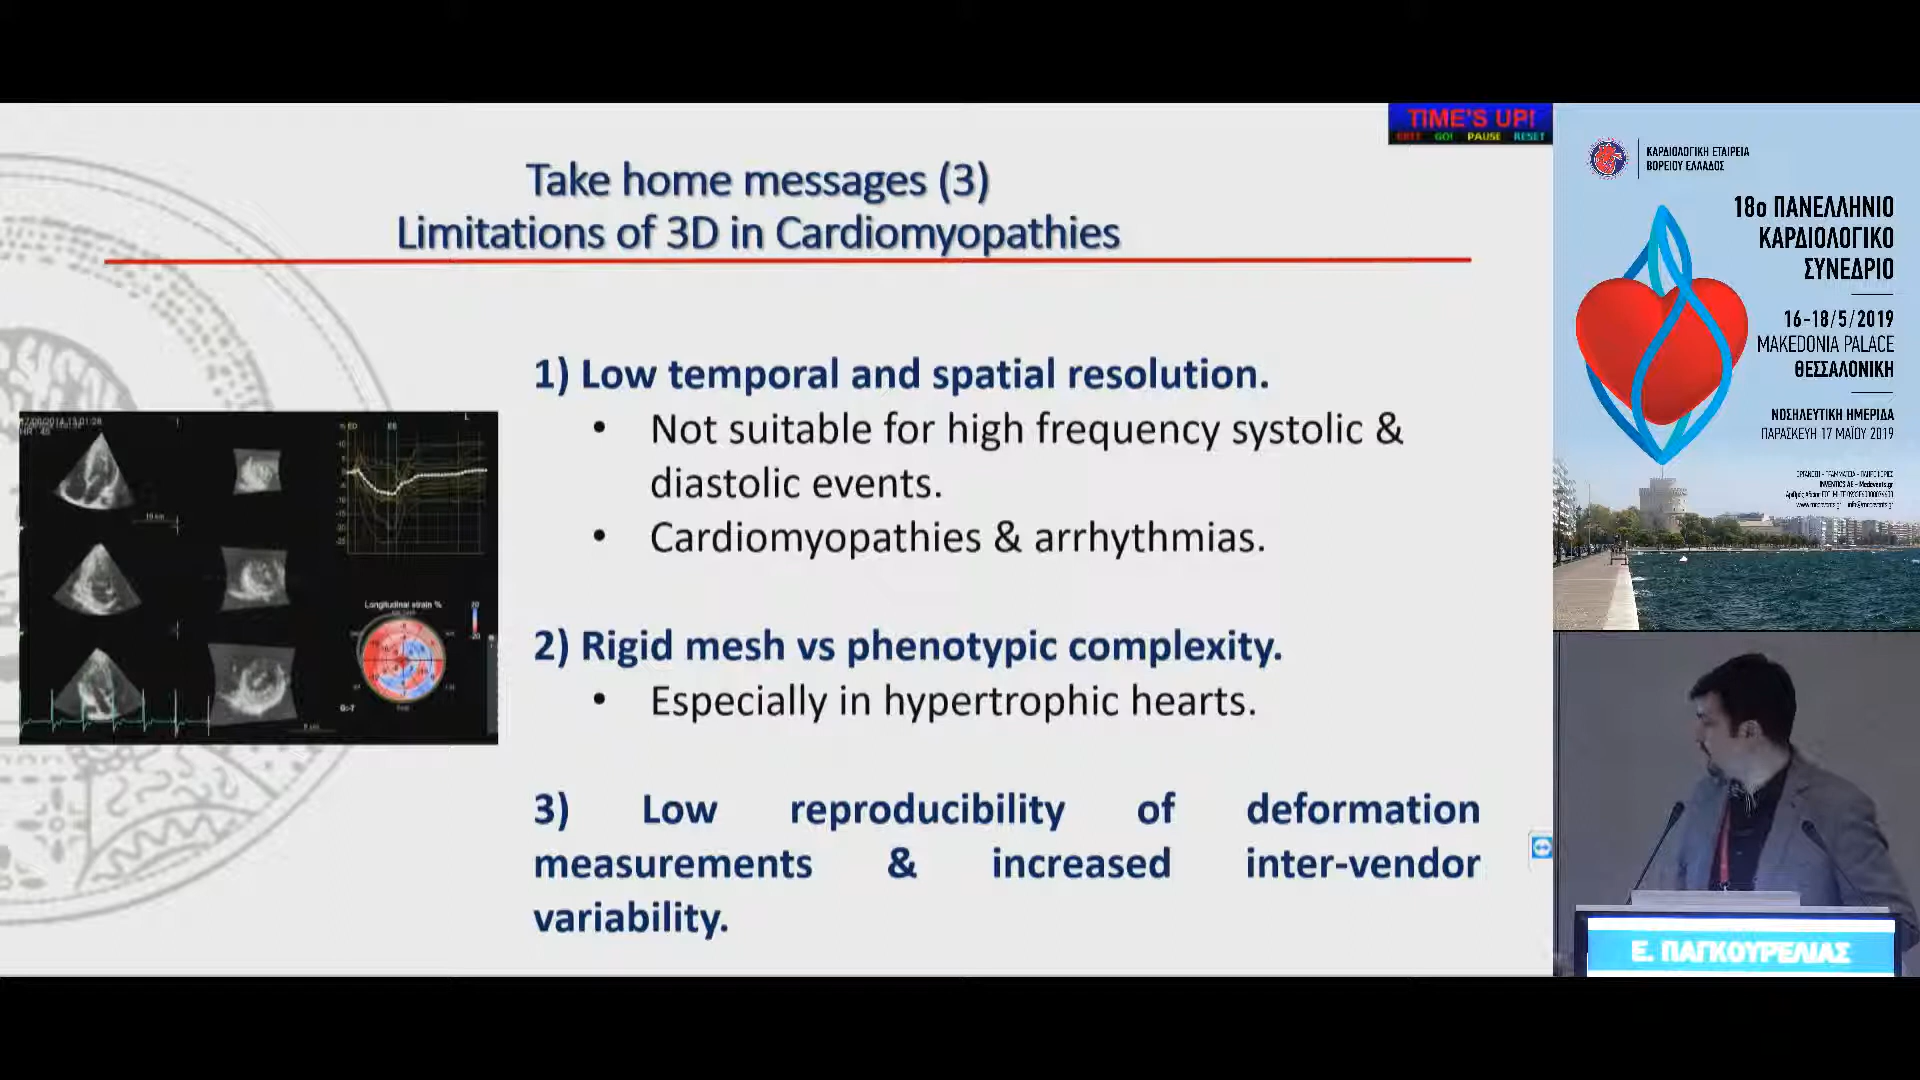 TIME'S UP!
EXIT GO! PAUSE RESET
Take home messages (3)
Limitations of 3D in Cardiomyopathies
1) Low temporal and spatial resolution.
• Not suitable for high frequency systolic &
diastolic events.
• Cardiomyopathies & arrhythmias.
2) Rigid mesh vs phenotypic complexity.
• Especially in hypertrophic hearts.
3) Low reproducibility of deformation
measurements & increased inter-vendor
variability.
Longitudinal strain %
ΚΑΡΔΙΟΛΟΓΙΚΗ ΕΤΑΙΡΕΙΑ
ΒΟΡΕΙΟΥ ΕΛΛΑΔΟΣ
18ο ΠΑΝΕΛΛΗΝΙΟ
ΚΑΡΔΙΟΛΟΓΙΚΟ
ΣΥΝΕΔΡΙΟ
16-18/5/2019
MAKEDONIA PALACE
ΘΕΣΣΑΛΟΝΙΚΗ
ΝΟΣΗΛΕΥΤΙΚΗ ΗΜΕΡΙΔΑ
ΠΑΡΑΣΚΕΥΗ 17 ΜΑΪΟΥ 2019
Ε. ΠΑΓΚΟΥΡΕΛΙΑΣ